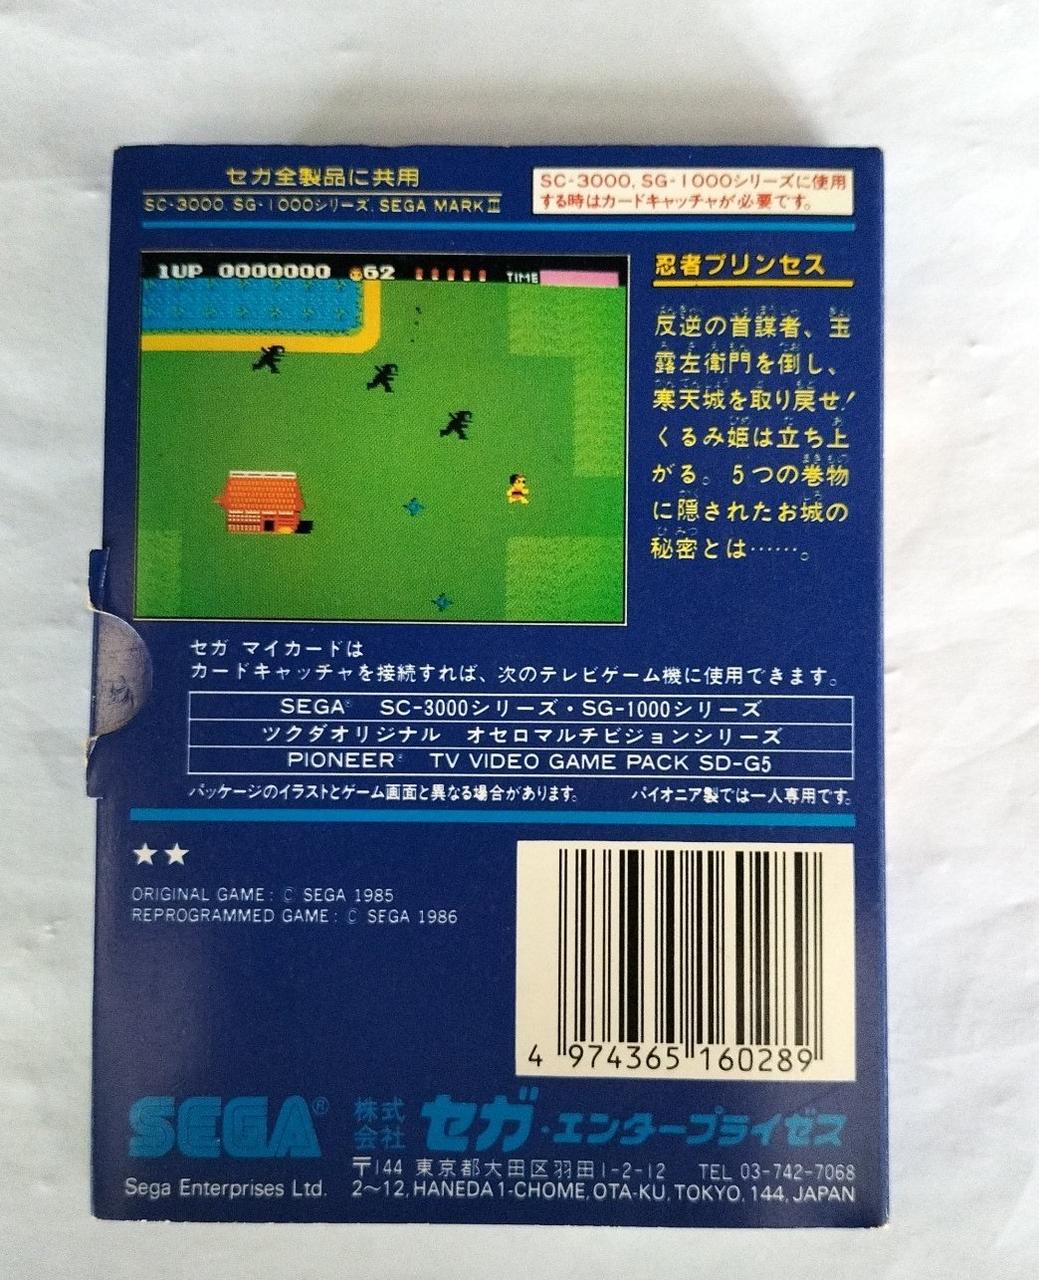 セガ全製品に共用
SC-3000, SG-1000シリーズ, SEGA MARK III
SC-3000, SG-1000シリーズに使用
する時はカードキャッチャが必要です。
1UP 0000000 62 TIME
忍者プリンセス
反逆の首謀者、玉
露左衛門を倒し、
寒天城を取り戻せ!
くるみ姫は立ち上
がる。5つの巻物
に隠されたお城の
秘密とは……。
セガ マイカードは
カードキャッチャを接続すれば、次のテレビゲーム機に使用できます。
SEGA® SC-3000シリーズ・SG-1000シリーズ
ツクダオリジナル オセロマルチビジョンシリーズ
PIONEER® TV VIDEO GAME PACK SD-G5
パッケージのイラストとゲーム画面と異なる場合があります。 パイオニア製では一人専用です。
★★
ORIGINAL GAME: © SEGA 1985
REPROGRAMMED GAME: © SEGA 1986
4 974365 160289
SEGA® 株式会社 セガ・エンタープライゼス
〒144 東京都大田区羽田1-2-12 TEL 03-742-7068
Sega Enterprises Ltd. 2〜12, HANEDA 1-CHOME, OTA-KU, TOKYO, 144, JAPAN